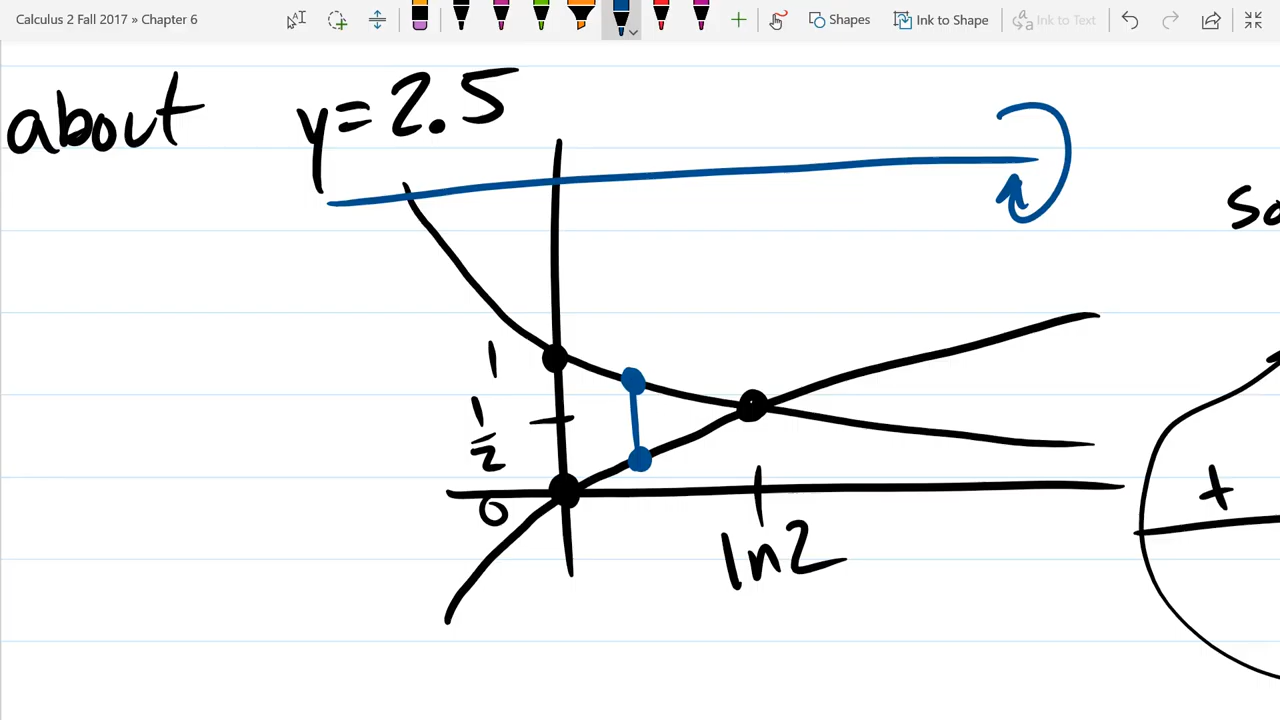 Calculus 2 Fall 2017 » Chapter 6
Shapes
Ink to Shape
Ink to Text
about y=2.5
1
1/2
0
ln2
+